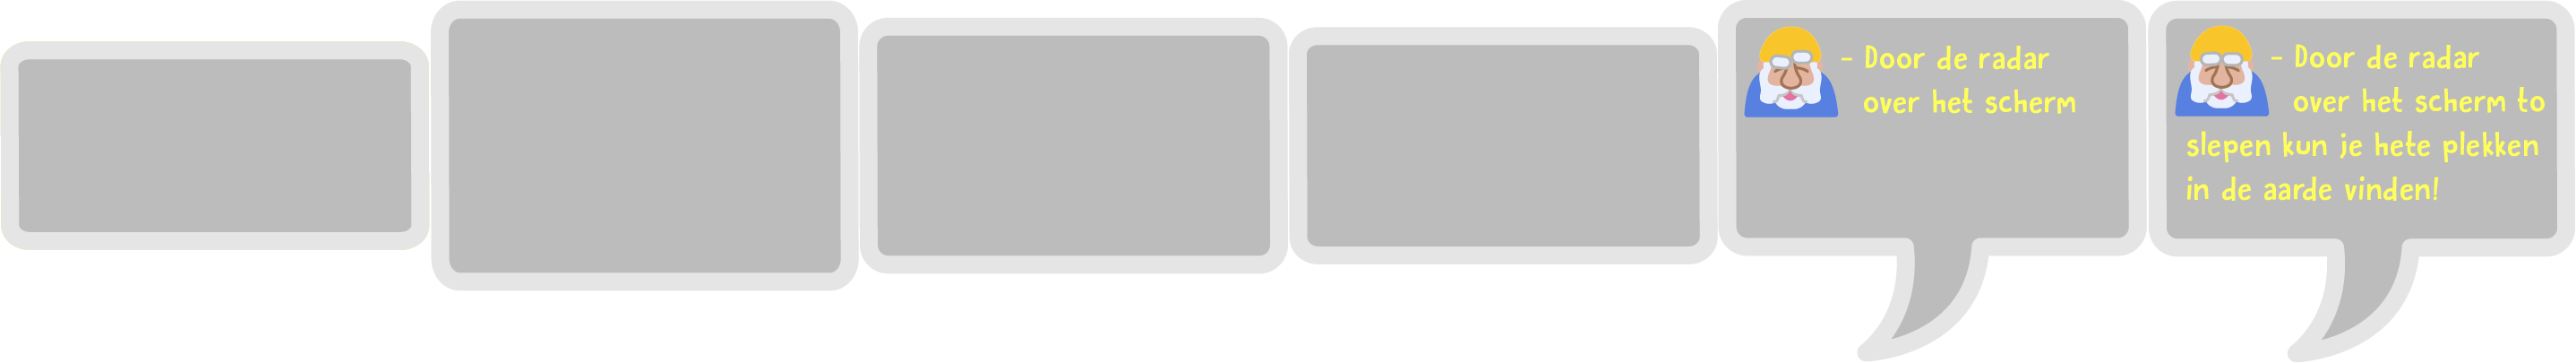 - Door de radar
over het scherm
- Door de radar
over het scherm to
slepen kun je hete plekken
in de aarde vinden!